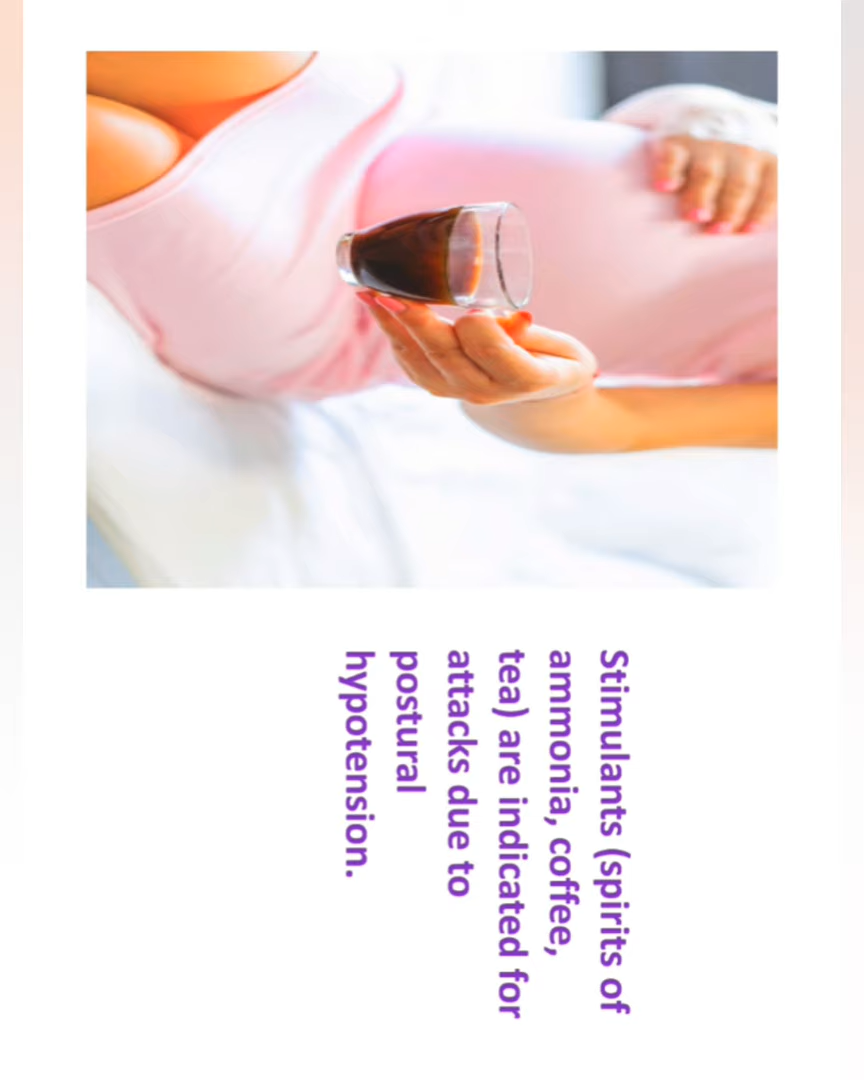 Stimulants (spirits of
ammonia, coffee,
tea) are indicated for
attacks due to
postural
hypotension.